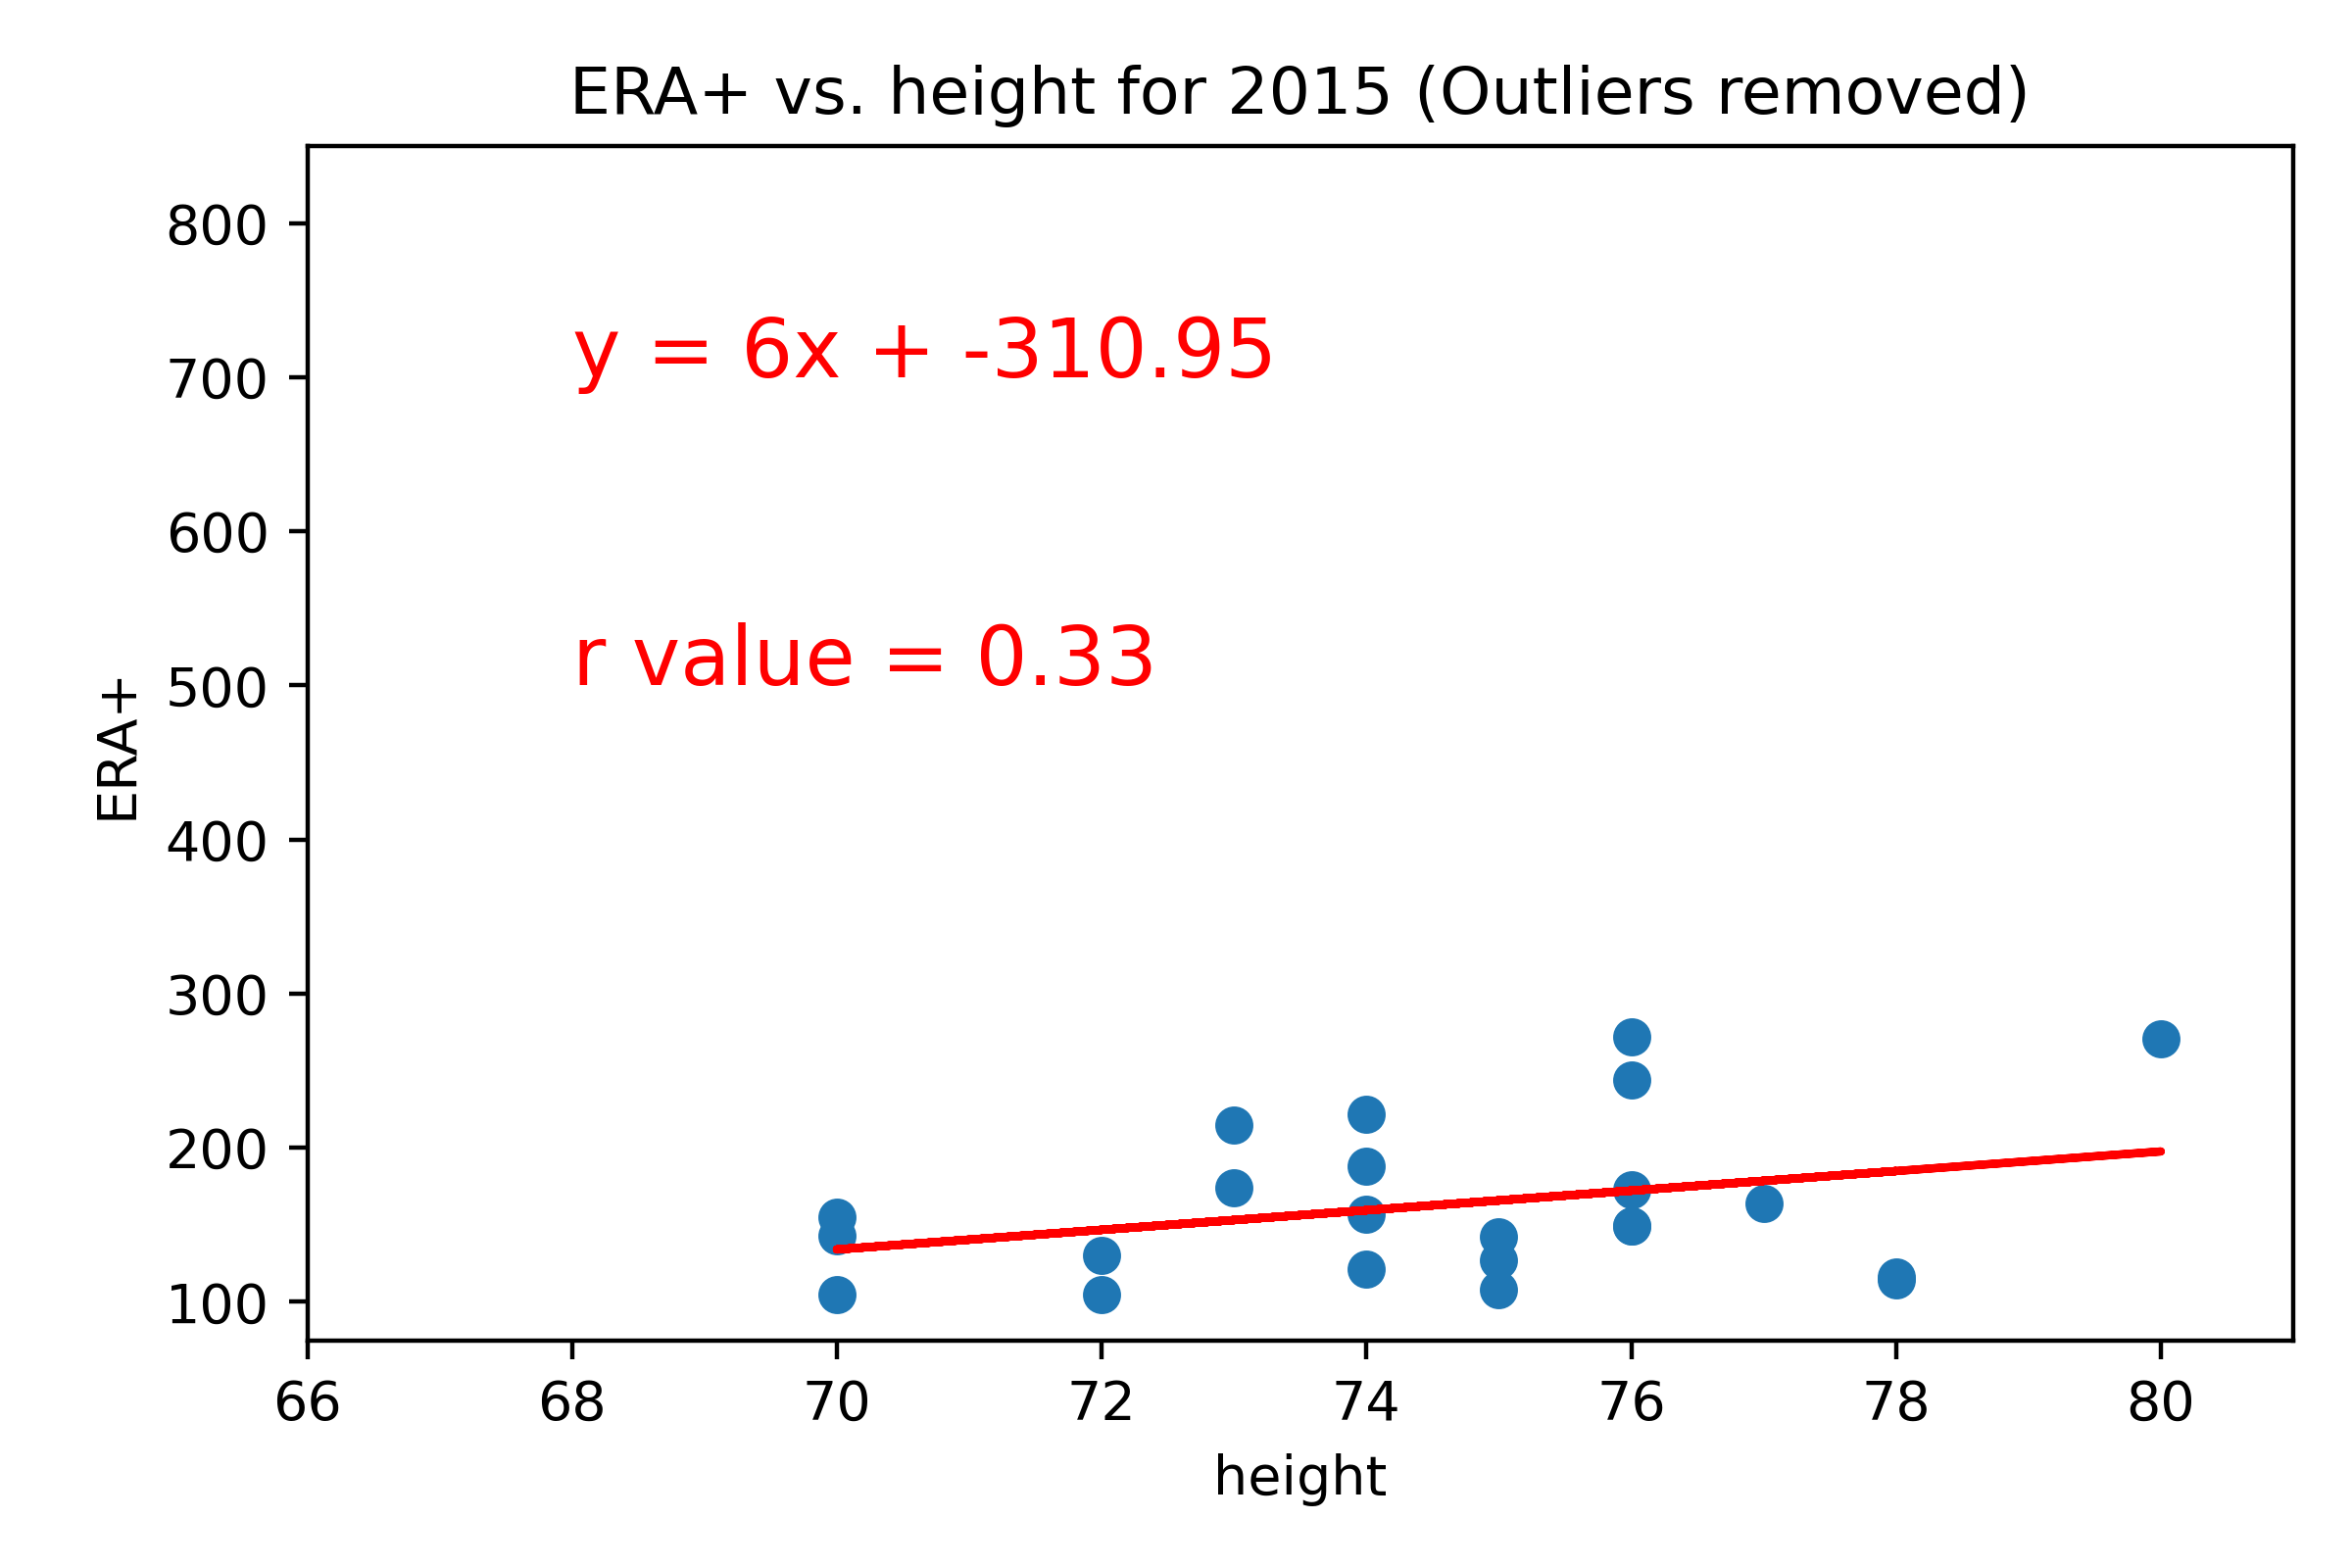 ERA+ vs. height for 2015 (Outliers removed)
800
y = 6x + -310.95
700
600
r value = 0.33
500
ERA+
400
300
200
100
66 68 70 72 74 76 78 80
height